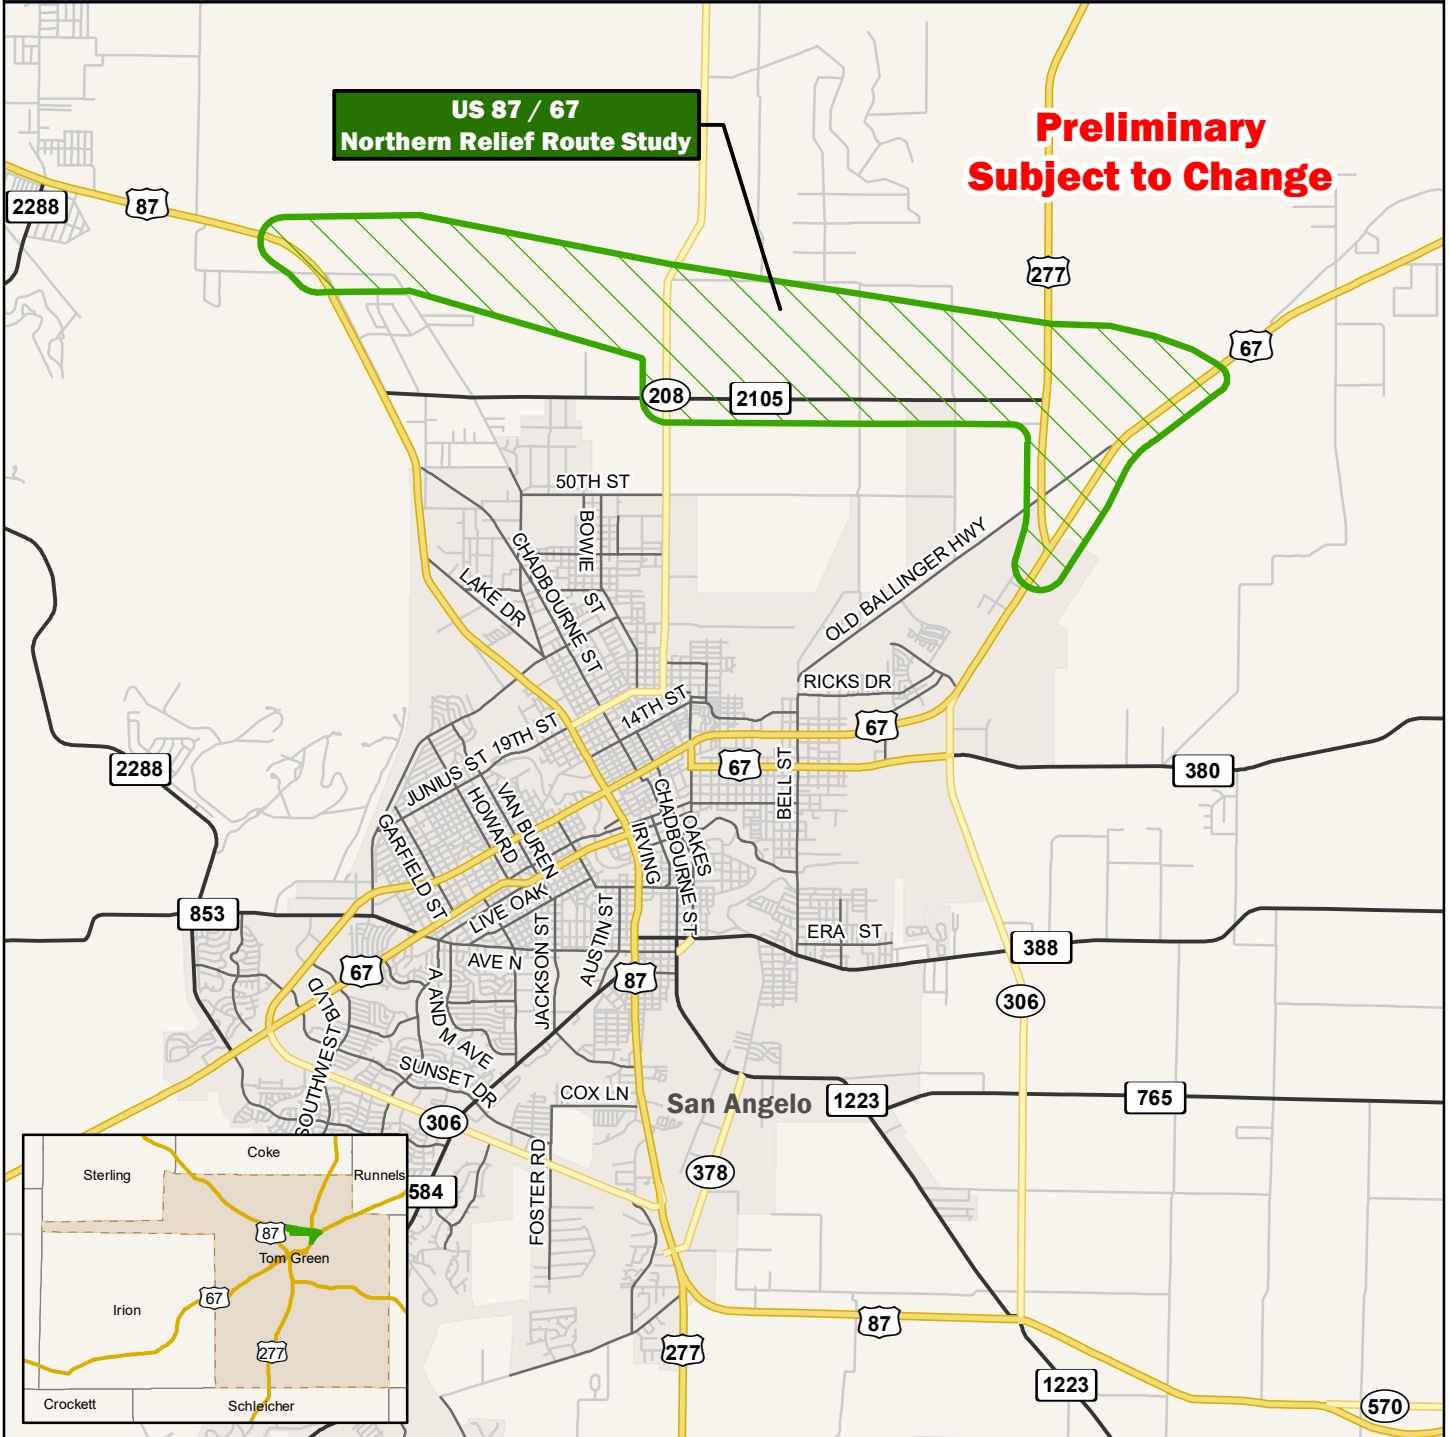 US 87 / 67
Northern Relief Route Study
Preliminary
Subject to Change
2288
87
277
67
208
2105
50TH ST
BOWIE ST
CHADBOURNE ST
LAKE DR
OLD BALLINGER HWY
RICKS DR
14TH ST
19TH ST
JUNIUS ST
67
67
2288
380
BELL ST
VAN BUREN
HOWARD
GARFIELD ST
CHADBOURNE ST
OAKES
IRVING
LIVE OAK
853
AUSTIN ST
JACKSON ST
ERA ST
388
AVE N
67
87
306
A AND M AVE
SOUTHWEST BLVD
SUNSET DR
COX LN
San Angelo
1223
765
306
FOSTER RD
378
584
87
277
1223
570
Coke
Sterling
Runnels
87
Tom Green
67
Irion
277
Crockett
Schleicher